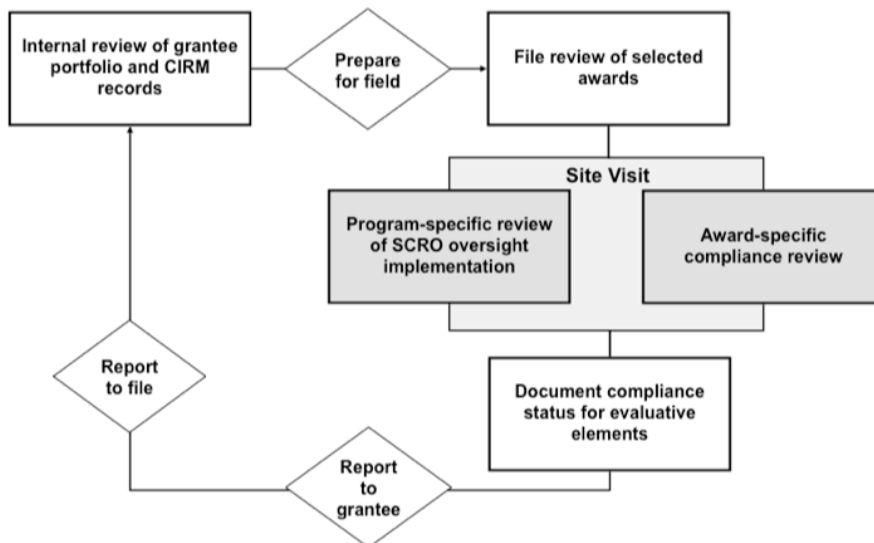 Internal review of grantee
portfolio and CIRM
records
Prepare
for field
File review of selected
awards
Site Visit
Program-specific review
of SCRO oversight
implementation
Award-specific
compliance review
Document compliance
status for evaluative
elements
Report
to
grantee
Report
to file